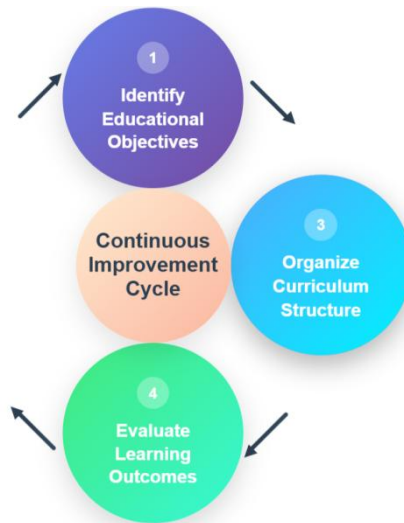 1
Identify
Educational
Objectives
Continuous
Improvement
Cycle
3
Organize
Curriculum
Structure
4
Evaluate
Learning
Outcomes